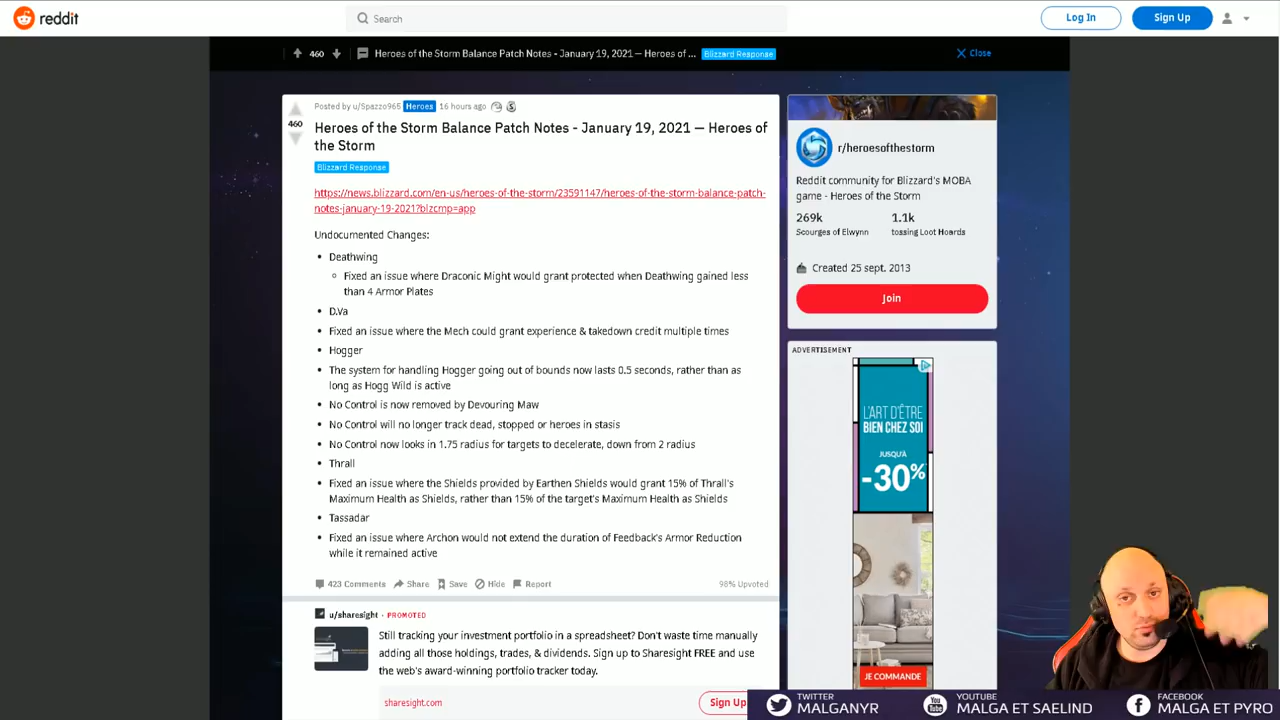 reddit
Search
Log In
Sign Up
460
Heroes of the Storm Balance Patch Notes - January 19, 2021 — Heroes of ...
Blizzard Response
Close
Posted by u/Spazzo965 Heroes 16 hours ago
460
Heroes of the Storm Balance Patch Notes - January 19, 2021 — Heroes of
the Storm
Blizzard Response
https://news.blizzard.com/en-us/heroes-of-the-storm/23591147/heroes-of-the-storm-balance-patch-
notes-january-19-2021?blzcmp=app
Undocumented Changes:
• Deathwing
Fixed an issue where Draconic Might would grant protected when Deathwing gained less
than 4 Armor Plates
• D.Va
• Fixed an issue where the Mech could grant experience & takedown credit multiple times
• Hogger
• The system for handling Hogger going out of bounds now lasts 0.5 seconds, rather than as
long as Hogg Wild is active
• No Control is now removed by Devouring Maw
• No Control will no longer track dead, stopped or heroes in stasis
• No Control now looks in 1.75 radius for targets to decelerate, down from 2 radius
• Thrall
• Fixed an issue where the Shields provided by Earthen Shields would grant 15% of Thrall's
Maximum Health as Shields, rather than 15% of the target's Maximum Health as Shields
• Tassadar
• Fixed an issue where Archon would not extend the duration of Feedback's Armor Reduction
while it remained active
423 Comments Share Save Hide Report 98% Upvoted
u/sharesight • PROMOTED
Still tracking your investment portfolio in a spreadsheet? Don't waste time manually
adding all those holdings, trades, & dividends. Sign up to Sharesight FREE and use
the web's award-winning portfolio tracker today.
sharesight.com
Sign Up
r/heroesofthestorm
Reddit community for Blizzard's MOBA
game - Heroes of the Storm
269k 1.1k
Scourges of Elwynn tossing Loot Hoards
Created 25 sept. 2013
Join
ADVERTISEMENT
L'ART D'ÊTRE
BIEN CHEZ SOI
JUSQU'À
-30%
JE COMMANDE
TWITTER
MALGANYR
YOUTUBE
MALGA ET SAELIND
FACEBOOK
MALGA ET PYRO